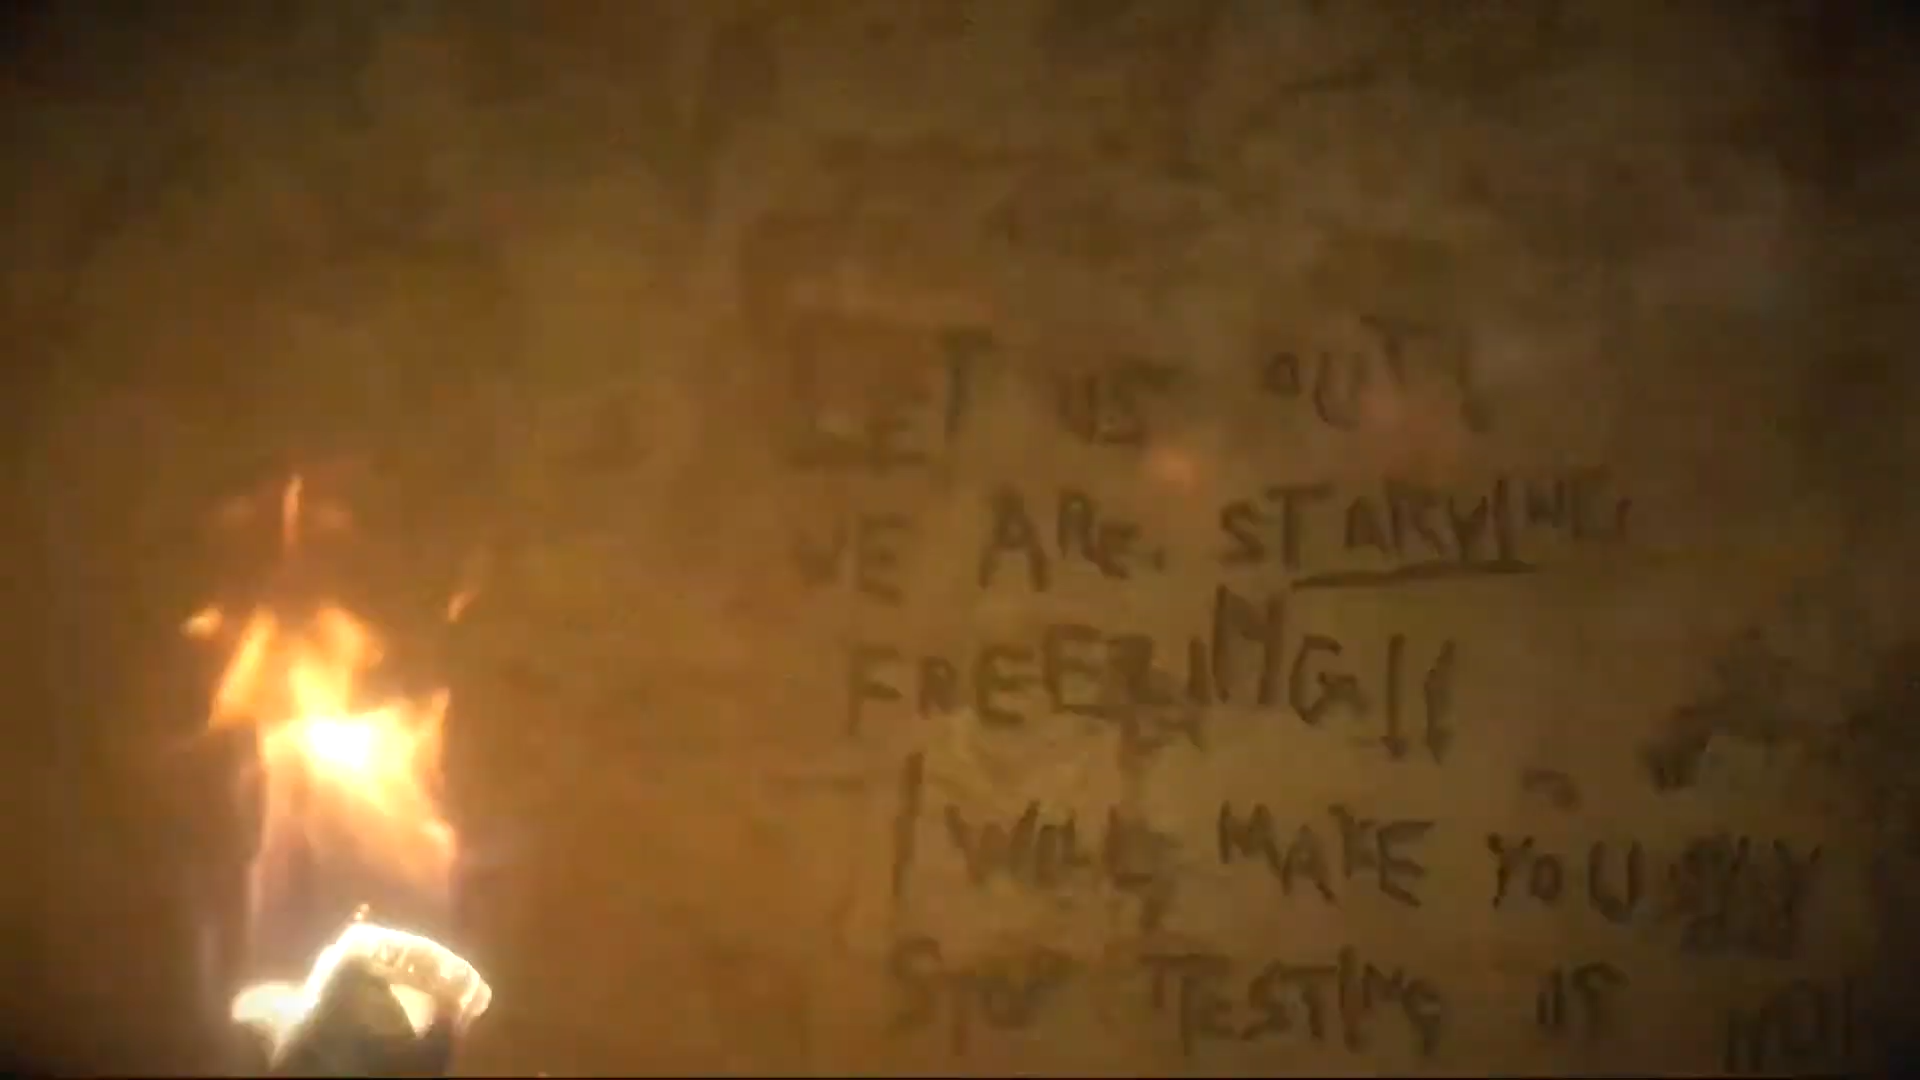 LET US OUT!
WE ARE STARVING
FREEZING!!
I WILL MAKE YOU
STOP TESTING US